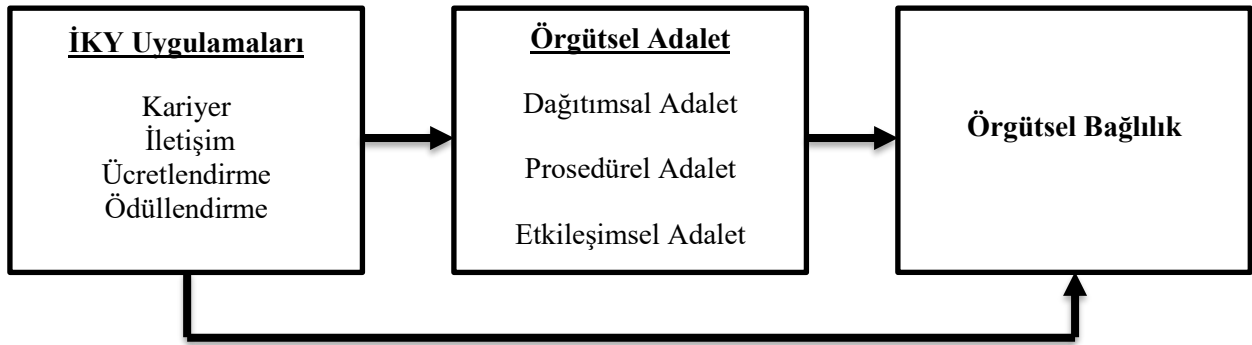 İKY Uygulamaları
Kariyer
İletişim
Ücretlendirme
Ödüllendirme
Örgütsel Adalet
Dağıtımsal Adalet
Prosedürel Adalet
Etkileşimsel Adalet
Örgütsel Bağlılık